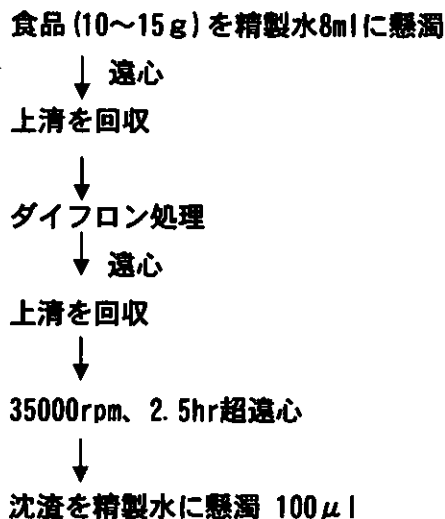 食品(10～15g)を精製水8mlに懸濁
遠心
上清を回収
ダイフロン処理
遠心
上清を回収
35000rpm、2.5hr超遠心
沈渣を精製水に懸濁 100μl